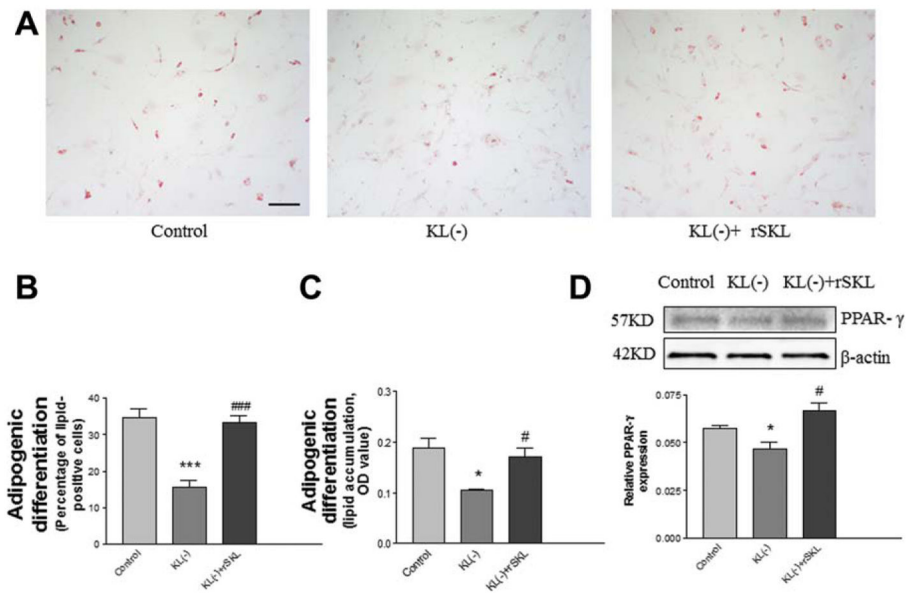 A
Control
KL(-)
KL(-)+ rSKL
B
Adipogenic
differentiation
(Percentage of lipid-
positive cells)
40
30
20
10
0
***
###
Control
KL(-)
KL(-)+rSKL
C
Adipogenic
differentiation
(lipid accumulation,
OD value)
0.3
0.2
0.1
0.0
*
#
Control
KL(-)
KL(-)+rSKL
D
Control KL(-) KL(-)+rSKL
57KD
PPAR- γ
42KD
β-actin
Relative PPAR-γ
expression
0.075
0.050
0.025
0.000
*
#
Control
KL(-)
KL(-)+rSKL